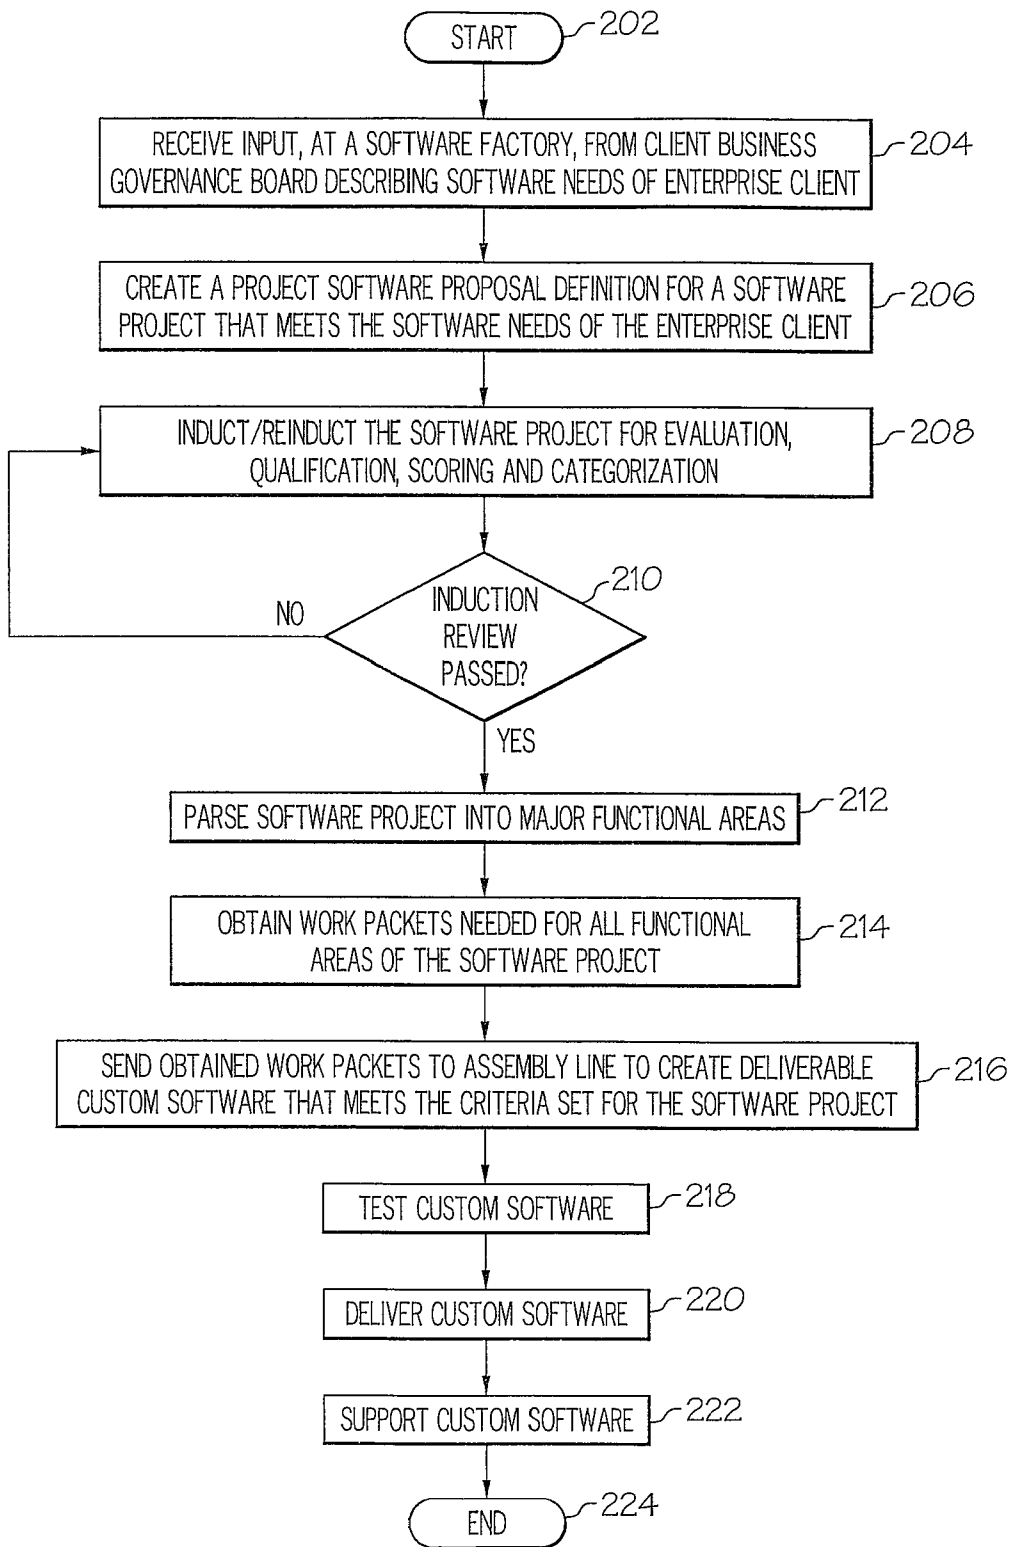 START
202
RECEIVE INPUT, AT A SOFTWARE FACTORY, FROM CLIENT BUSINESS
GOVERNANCE BOARD DESCRIBING SOFTWARE NEEDS OF ENTERPRISE CLIENT
204
CREATE A PROJECT SOFTWARE PROPOSAL DEFINITION FOR A SOFTWARE
PROJECT THAT MEETS THE SOFTWARE NEEDS OF THE ENTERPRISE CLIENT
206
INDUCT/REINDUCT THE SOFTWARE PROJECT FOR EVALUATION,
QUALIFICATION, SCORING AND CATEGORIZATION
208
INDUCTION
REVIEW
PASSED?
210
NO
YES
PARSE SOFTWARE PROJECT INTO MAJOR FUNCTIONAL AREAS
212
OBTAIN WORK PACKETS NEEDED FOR ALL FUNCTIONAL
AREAS OF THE SOFTWARE PROJECT
214
SEND OBTAINED WORK PACKETS TO ASSEMBLY LINE TO CREATE DELIVERABLE
CUSTOM SOFTWARE THAT MEETS THE CRITERIA SET FOR THE SOFTWARE PROJECT
216
TEST CUSTOM SOFTWARE
218
DELIVER CUSTOM SOFTWARE
220
SUPPORT CUSTOM SOFTWARE
222
END
224